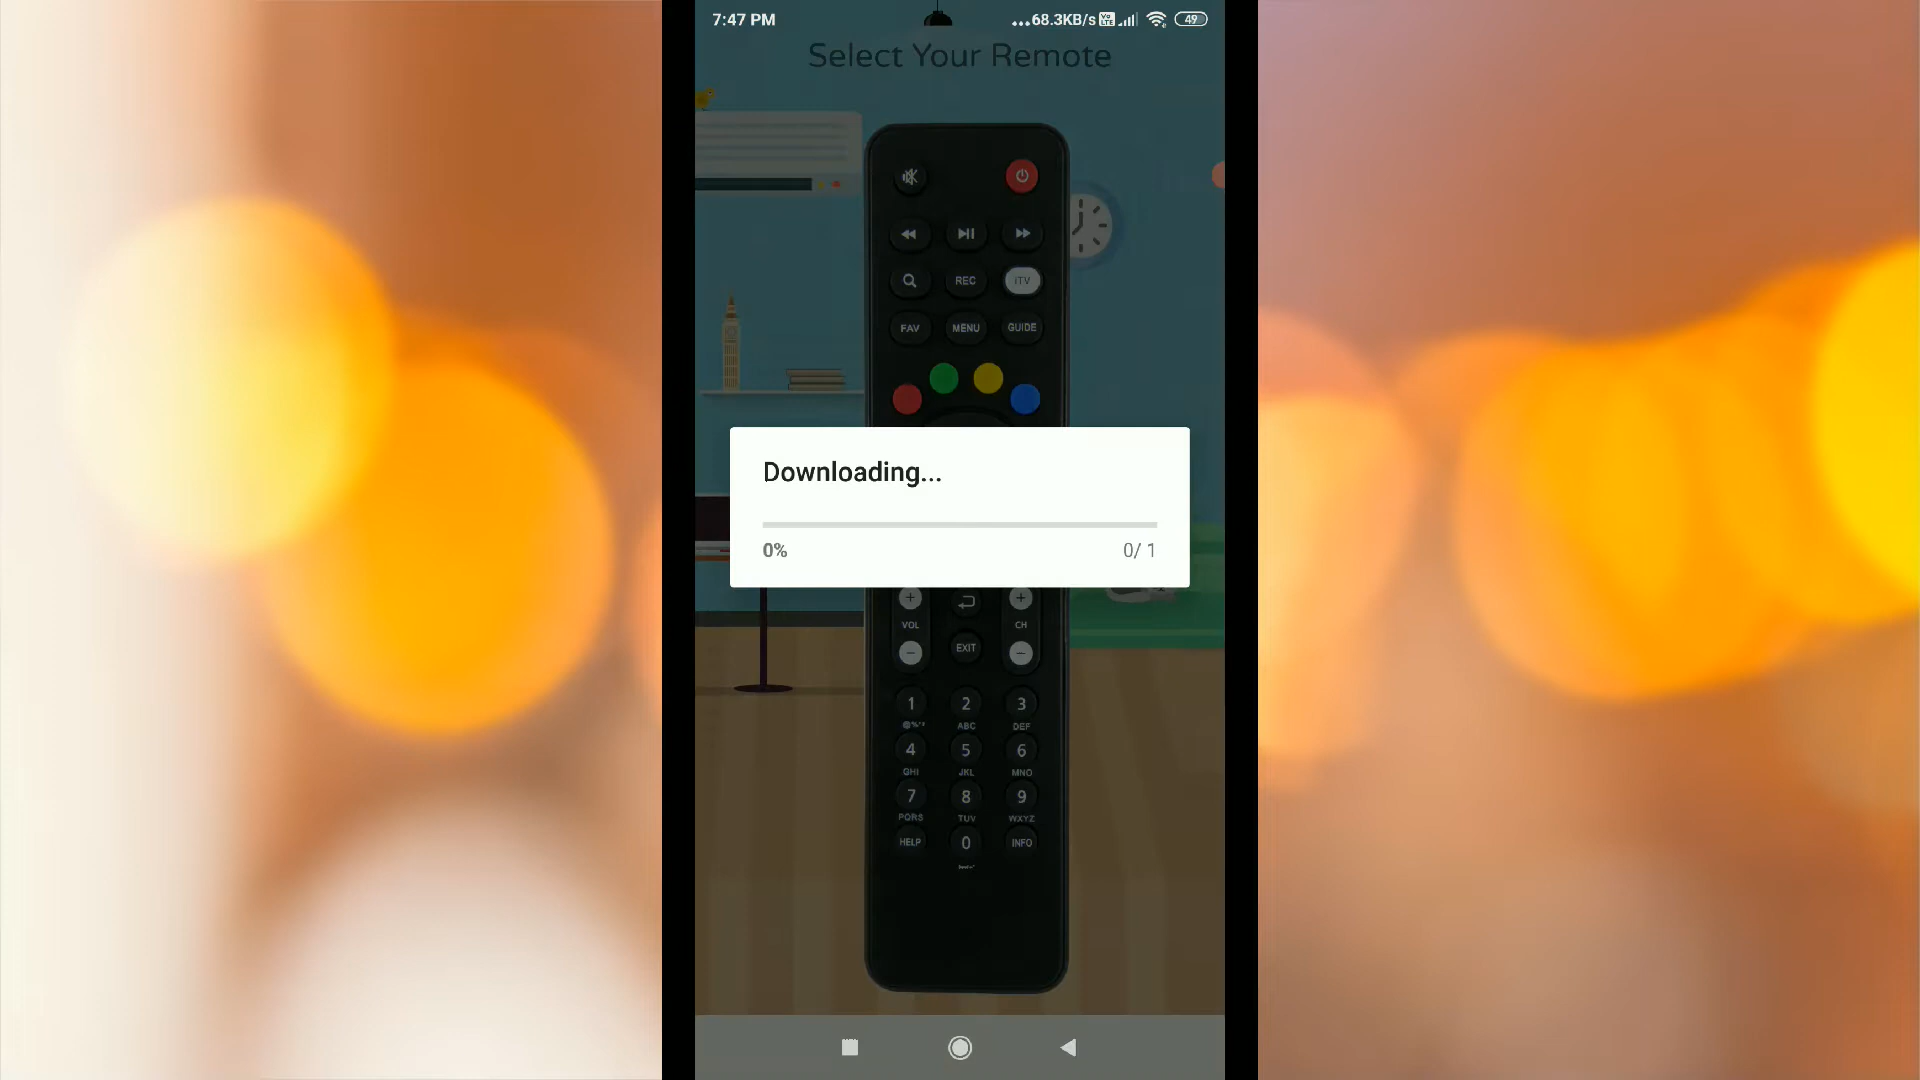 7:47 PM
...68.3KB/s
49
Select Your Remote
REC
iTV
FAV
MENU
GUIDE
Downloading...
0%
0/ 1
+
+
VOL
CH
EXIT
1
2
3
ABC
DEF
4
5
6
GHI
JKL
MNO
7
8
9
PQRS
TUV
WXYZ
HELP
0
INFO